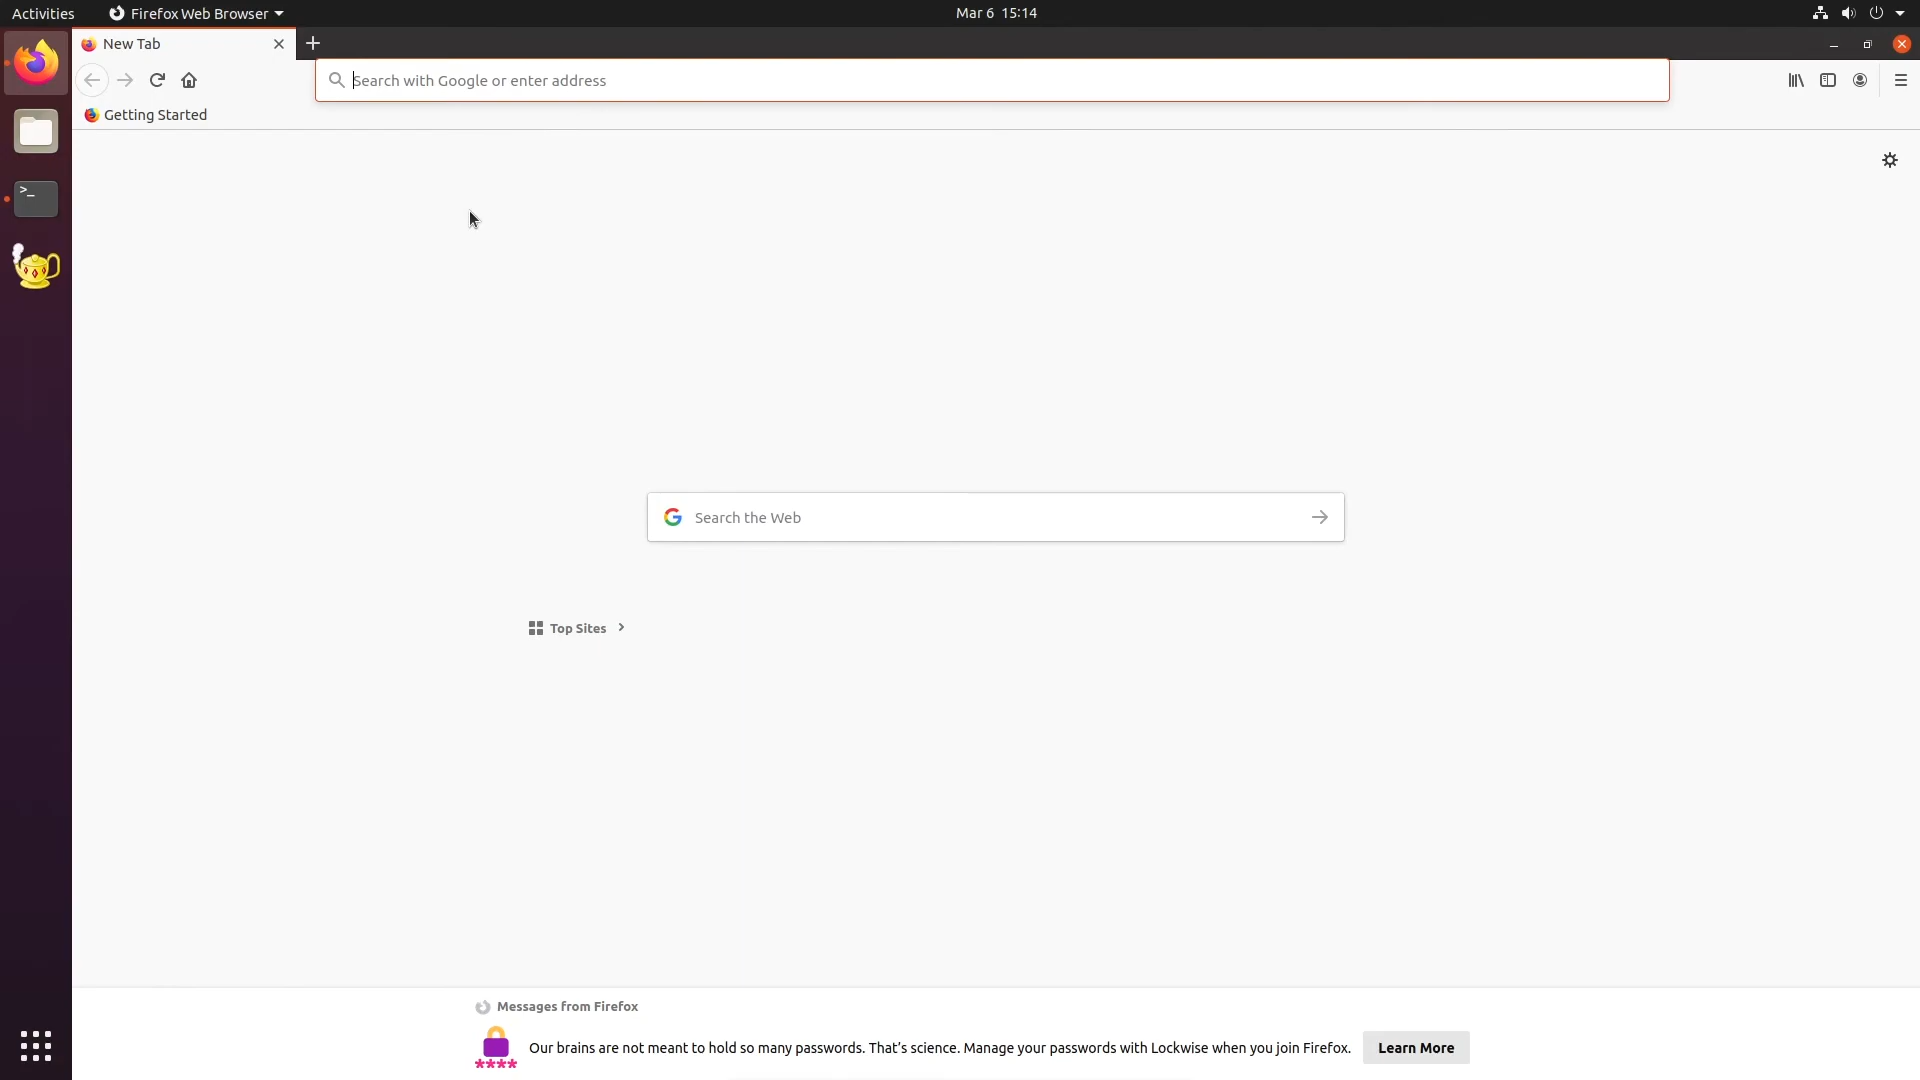 Activities
Firefox Web Browser
Mar 6 15:14
New Tab
Search with Google or enter address
Getting Started
>_
Search the Web
Top Sites
Messages from Firefox
Our brains are not meant to hold so many passwords. That’s science. Manage your passwords with Lockwise when you join Firefox.
Learn More